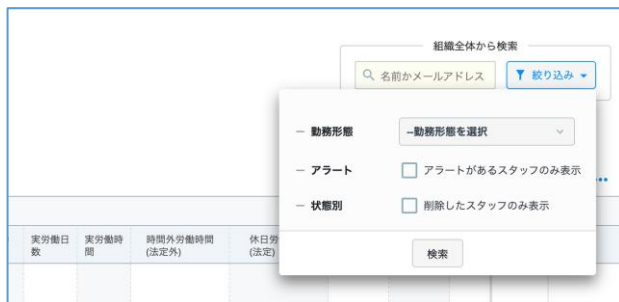 組織全体から検索
名前かメールアドレス
絞り込み
勤務形態
--勤務形態を選択
アラート
アラートがあるスタッフのみ表示
状態別
削除したスタッフのみ表示
検索
実労働日数
実労働時間
時間外労働時間
(法定外)
休日労
(法定)